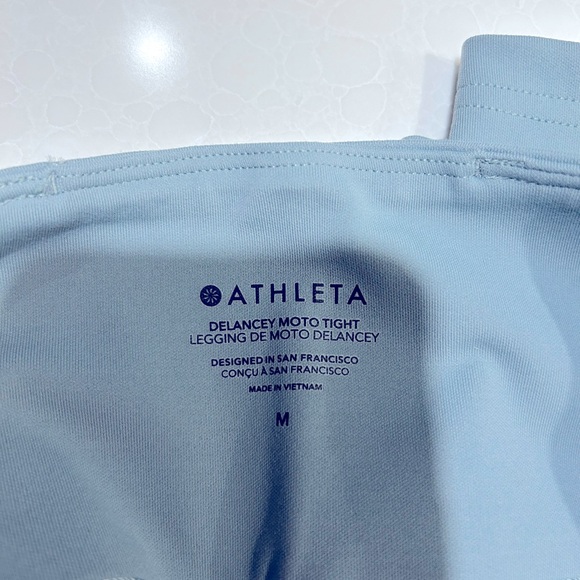 ATHLETA
DELANCEY MOTO TIGHT
LEGGING DE MOTO DELANCEY
DESIGNED IN SAN FRANCISCO
CONÇU À SAN FRANCISCO
MADE IN VIETNAM
M